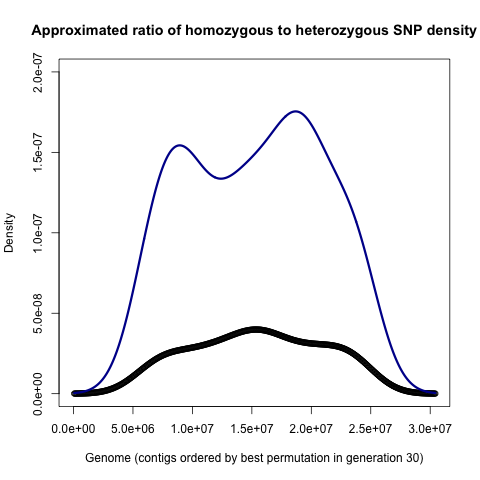 Approximated ratio of homozygous to heterozygous SNP density
2.0e-07
1.5e-07
1.0e-07
5.0e-08
0.0e+00
Density
0.0e+00 5.0e+06 1.0e+07 1.5e+07 2.0e+07 2.5e+07 3.0e+07
Genome (contigs ordered by best permutation in generation 30)